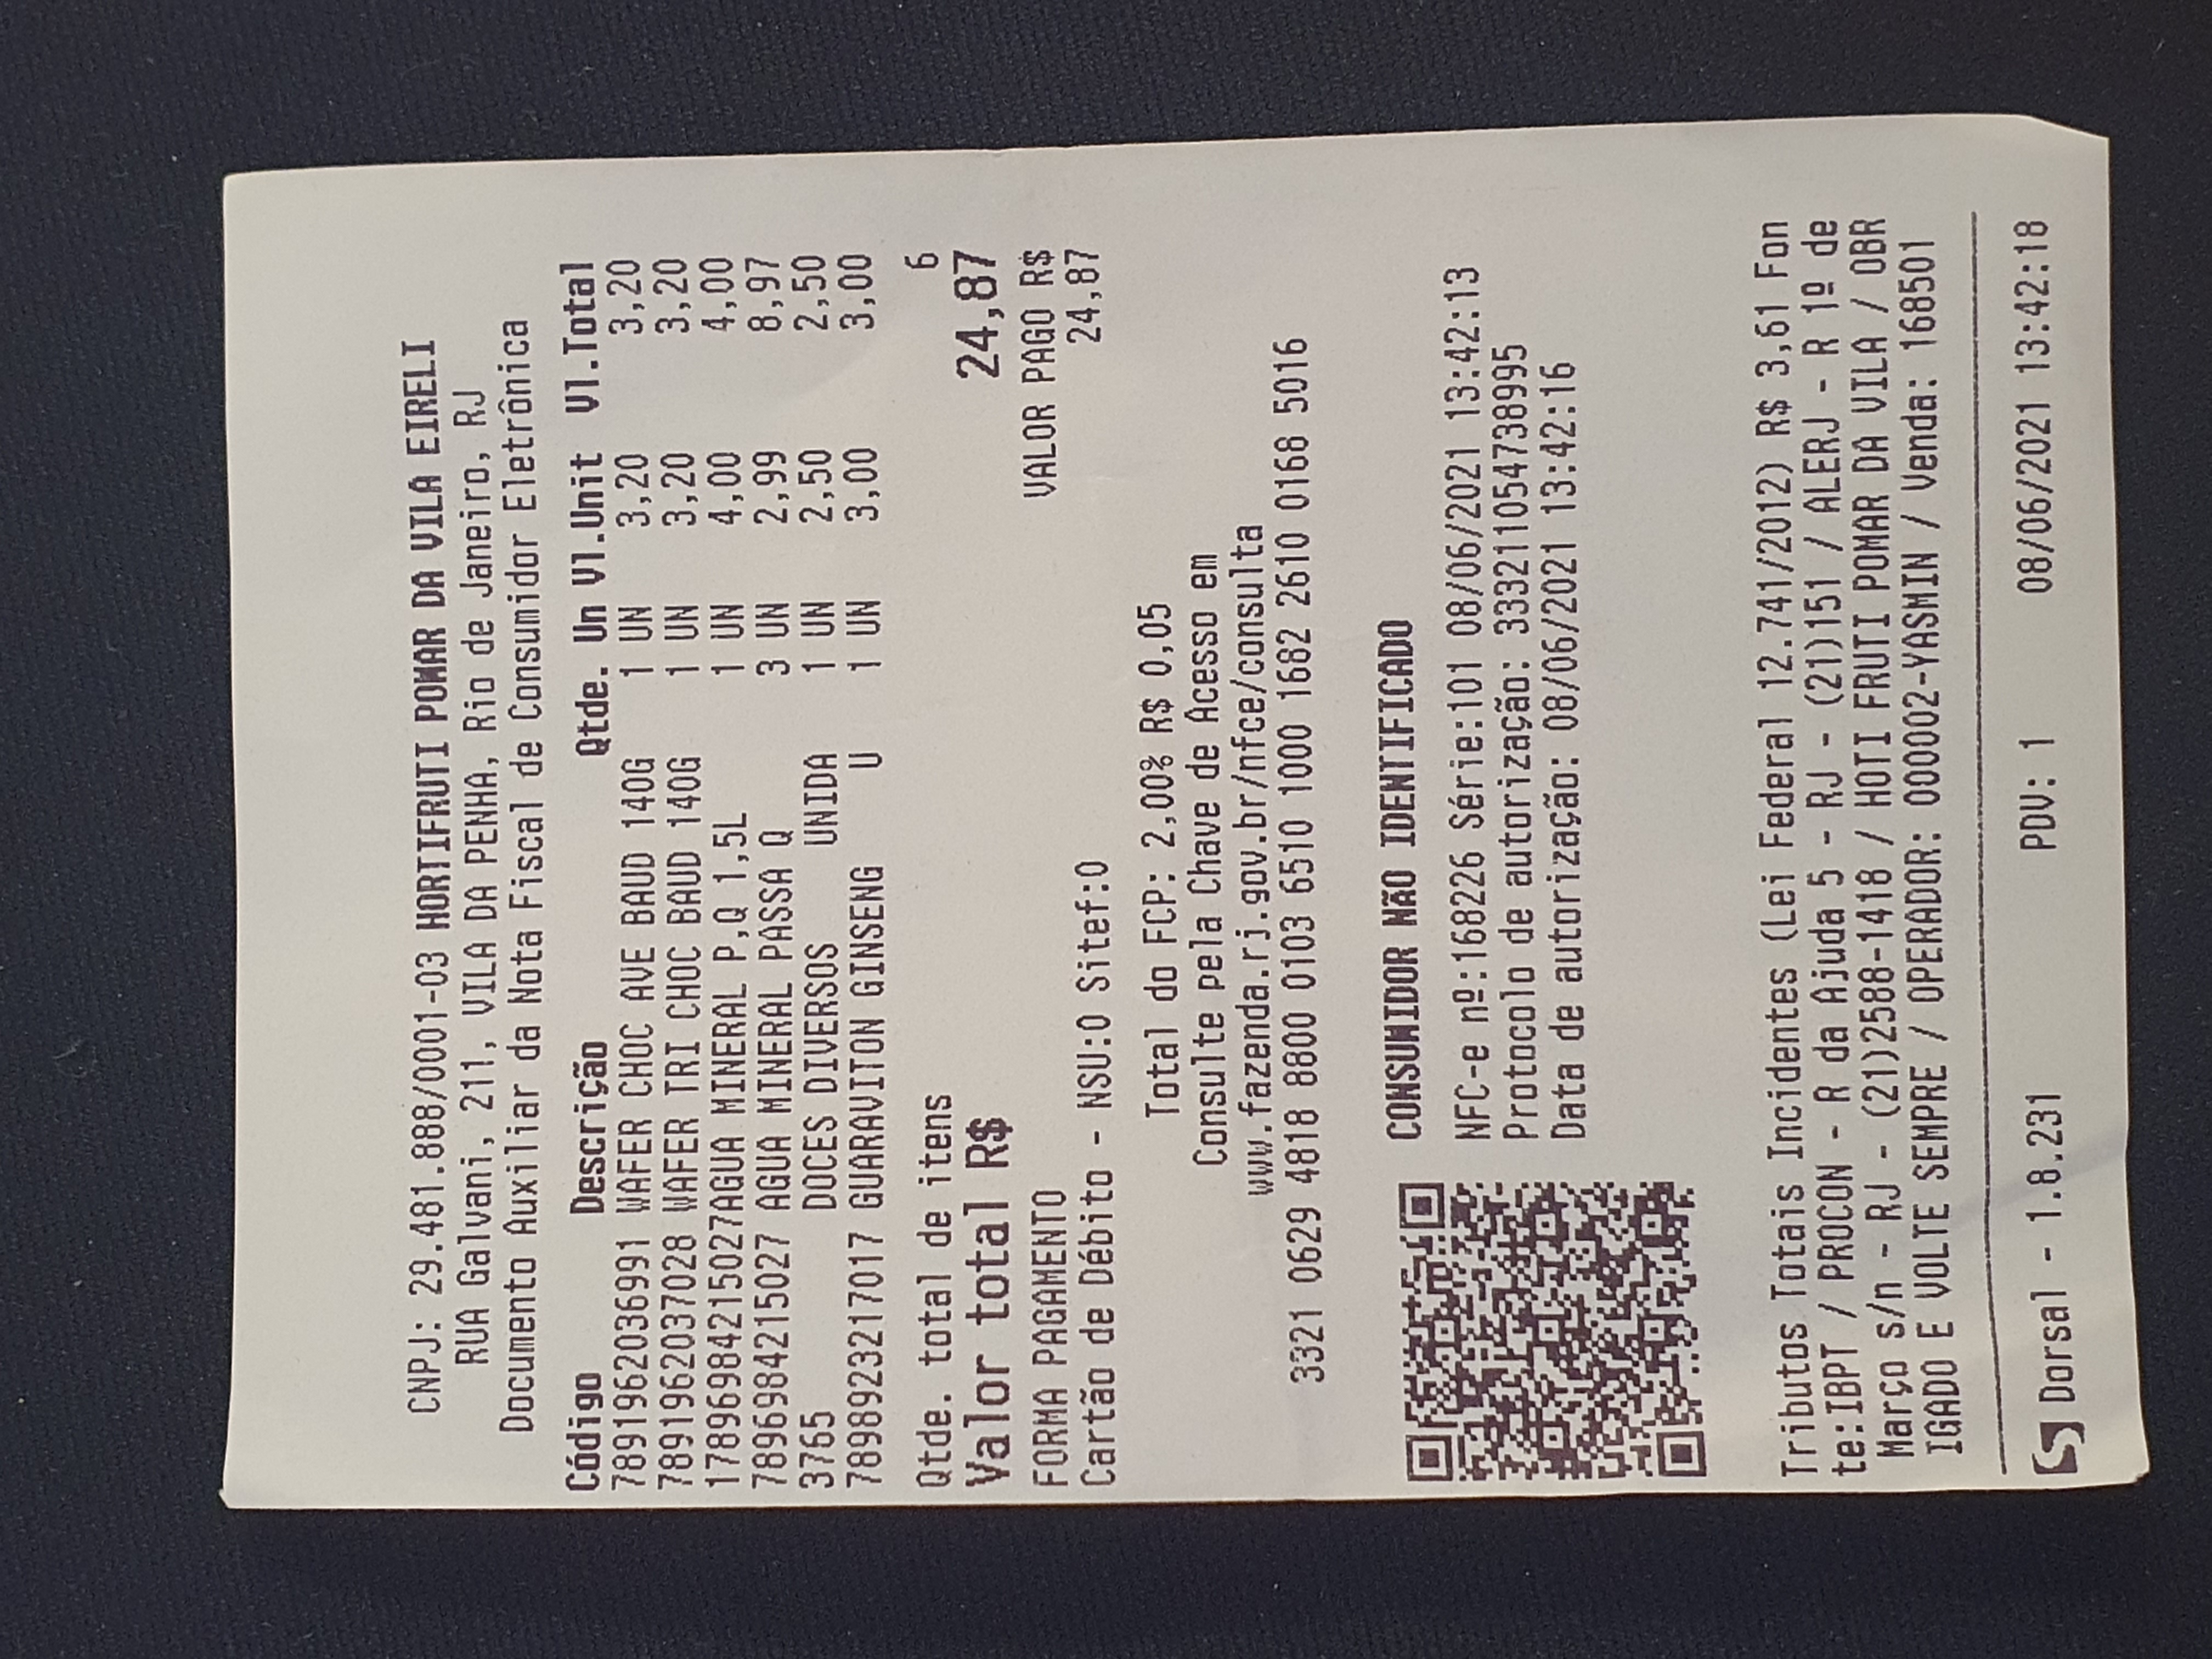 CNPJ: 29.481.888/0001-03 HORTIFRUTI POMAR DA VILA EIRELI
RUA Galvani, 211, VILA DA PENHA, Rio de Janeiro, RJ
Documento Auxiliar da Nota Fiscal de Consumidor Eletrônica
Código Descrição Qtde. Un Vl.Unit Vl.Total
7891962036991 WAFER CHOC AVE BAUD 140G 1 UN 3,20 3,20
7891962037028 WAFER TRI CHOC BAUD 140G 1 UN 3,20 3,20
17896984215027AGUA MINERAL P,Q 1,5L 1 UN 4,00 4,00
7896984215027 AGUA MINERAL PASSA Q 3 UN 2,99 8,97
3765 DOCES DIVERSOS UNIDA 1 UN 2,50 2,50
7898923217017 GUARAVITON GINSENG U 1 UN 3,00 3,00
Qtde. total de itens 6
Valor total R$ 24,87
FORMA PAGAMENTO VALOR PAGO R$
Cartão de Débito - NSU:0 Sitef:0 24,87
Total do FCP: 2,00% R$ 0,05
Consulte pela Chave de Acesso em
www.fazenda.rj.gov.br/nfce/consulta
3321 0629 4818 8800 0103 6510 1000 1682 2610 0168 5016
CONSUMIDOR NãO IDENTIFICADO
NFC-e nº:168226 Série:101 08/06/2021 13:42:13
Protocolo de autorização: 333211054738995
Data de autorização: 08/06/2021 13:42:16
Tributos Totais Incidentes (Lei Federal 12.741/2012) R$ 3,61 Fon
te:IBPT / PROCON - R da Ajuda 5 - RJ - (21)151 / ALERJ - R 1º de
Março s/n - RJ - (21)2588-1418 / HOTI FRUTI POMAR DA VILA / OBR
IGADO E VOLTE SEMPRE / OPERADOR: 000002-YASMIN / Venda: 168501
Dorsal - 1.8.231 PDV: 1 08/06/2021 13:42:18